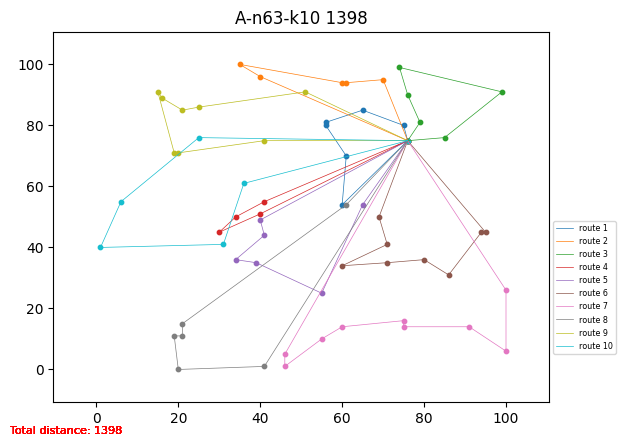 A-n63-k10 1398
100
80
60
40
20
0
0
20
40
60
80
100
route 1
route 2
route 3
route 4
route 5
route 6
route 7
route 8
route 9
route 10
Total distance: 1398